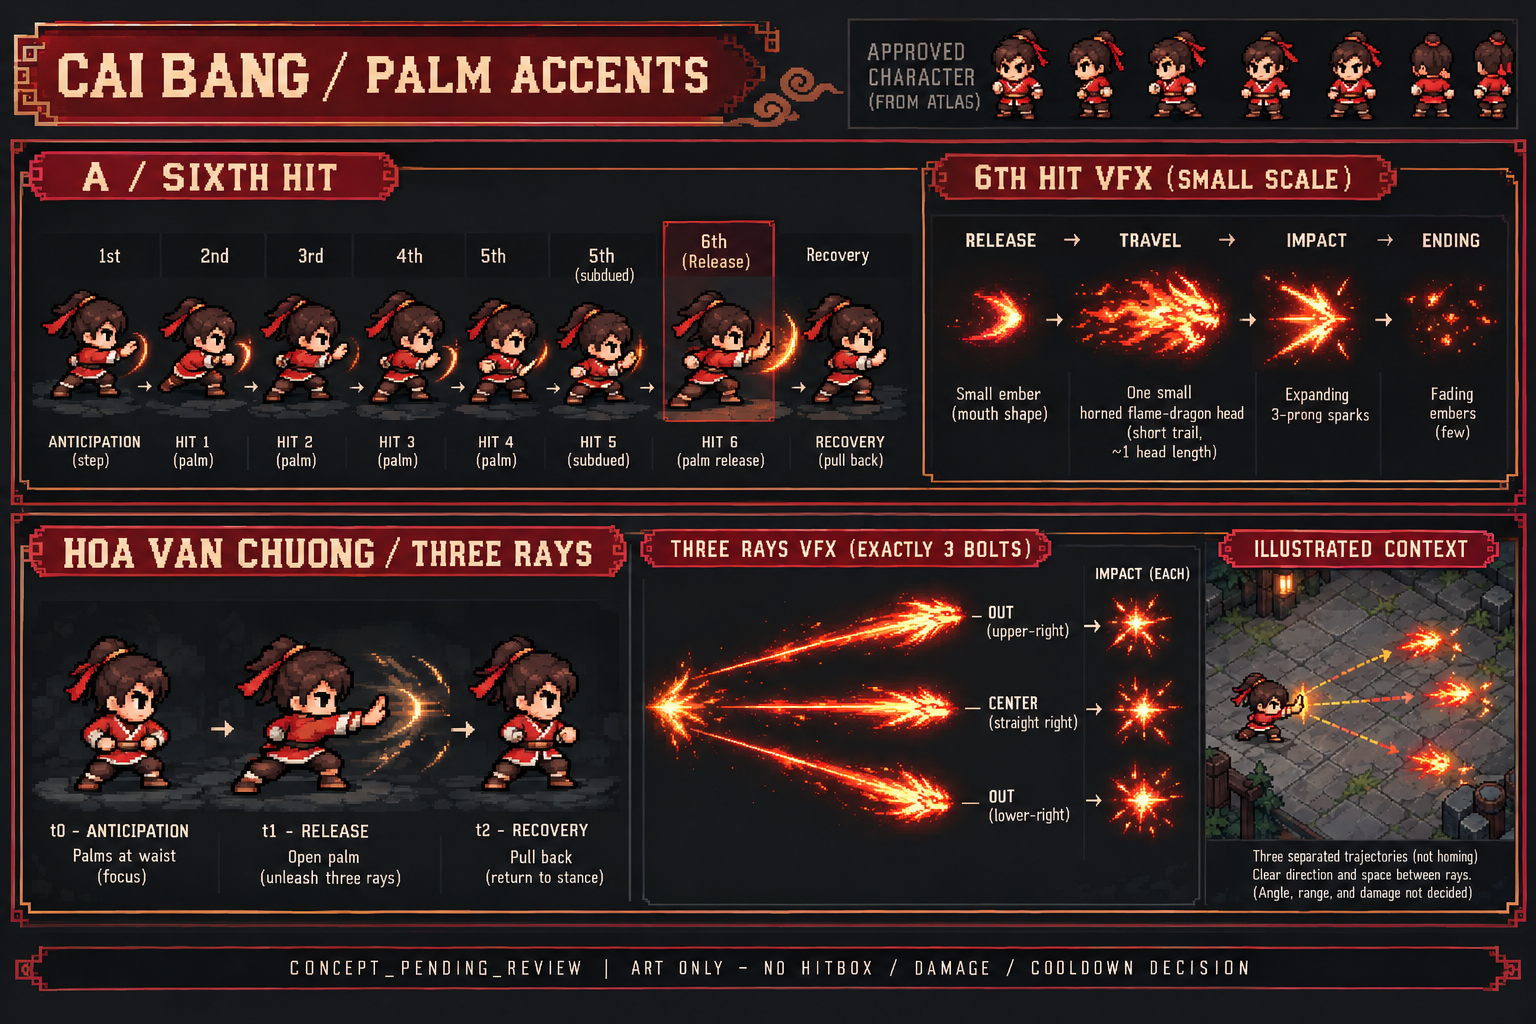 CAI BANG / PALM ACCENTS
APPROVED
CHARACTER
(FROM ATLAS)
A / SIXTH HIT
1st
2nd
3rd
4th
5th
5th
(subdued)
6th
(Release)
Recovery
ANTICIPATION
(step)
HIT 1
(palm)
HIT 2
(palm)
HIT 3
(palm)
HIT 4
(palm)
HIT 5
(subdued)
HIT 6
(palm release)
RECOVERY
(pull back)
6TH HIT VFX (SMALL SCALE)
RELEASE → TRAVEL → IMPACT → ENDING
Small ember
(mouth shape)
One small
horned flame-dragon head
(short trail,
~1 head length)
Expanding
3-prong sparks
Fading
embers
(few)
HOA VAN CHUONG / THREE RAYS
t0 - ANTICIPATION
Palms at waist
(focus)
t1 - RELEASE
Open palm
(unleash three rays)
t2 - RECOVERY
Pull back
(return to stance)
THREE RAYS VFX (EXACTLY 3 BOLTS)
IMPACT (EACH)
OUT
(upper-right)
CENTER
(straight right)
OUT
(lower-right)
ILLUSTRATED CONTEXT
Three separated trajectories (not homing)
Clear direction and space between rays.
(Angle, range, and damage not decided)
CONCEPT_PENDING_REVIEW | ART ONLY - NO HITBOX / DAMAGE / COOLDOWN DECISION